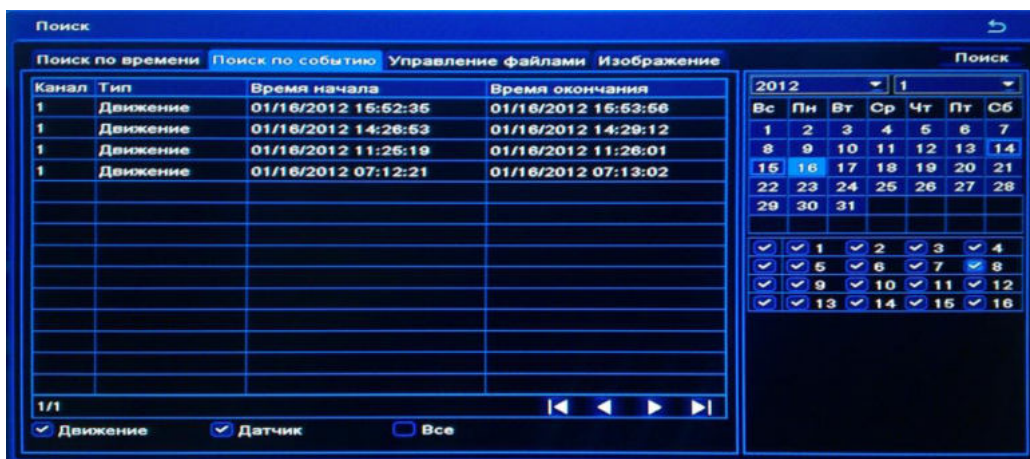 Поиск
Поиск по времени Поиск по событию Управление файлами Изображение Поиск
Канал Тип Время начала Время окончания
1 Движение 01/16/2012 15:52:35 01/16/2012 15:53:56
1 Движение 01/16/2012 14:26:53 01/16/2012 14:29:12
1 Движение 01/16/2012 11:25:19 01/16/2012 11:26:01
1 Движение 01/16/2012 07:12:21 01/16/2012 07:13:02
1/1
Движение Датчик Все
2012 1
Вс Пн Вт Ср Чт Пт Сб
1 2 3 4 5 6 7
8 9 10 11 12 13 14
15 16 17 18 19 20 21
22 23 24 25 26 27 28
29 30 31
1 2 3 4
5 6 7 8
9 10 11 12
13 14 15 16